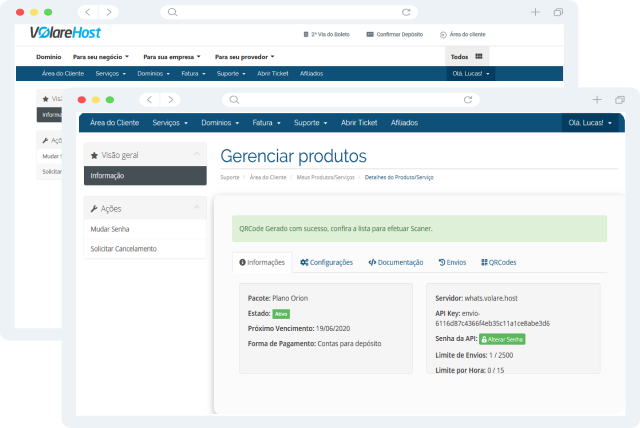 VOlareHost
2ª Via do Boleto Confirmar Depósito Área do cliente
Domínio Para seu negócio Para sua empresa Para seu provedor Todos
Área do Cliente Serviços Domínios Fatura Suporte Abrir Ticket Afiliados Olá, Lucas!
Visã
Informa
Açõ
Mudar S
Solicitar
Área do Cliente Serviços Domínios Fatura Suporte Abrir Ticket Afiliados Olá, Lucas!
Visão geral
Informação
Ações
Mudar Senha
Solicitar Cancelamento
Gerenciar produtos
Suporte / Área do Cliente / Meus Produtos/Serviços / Detalhes do Produto/Serviço
QRCode Gerado com sucesso, confira a lista para efetuar Scaner.
Informações Configurações Documentação Envios QRCodes
Pacote: Plano Orion
Estado: Ativo
Próximo Vencimento: 19/06/2020
Forma de Pagamento: Contas para depósito
Servidor: whats.volare.host
API Key: envio-
6116d87c4366f4eb35c11a1ce8abe3d6
Senha da API: Alterar Senha
Limite de Envios: 1 / 2500
Limite por Hora: 0 / 15